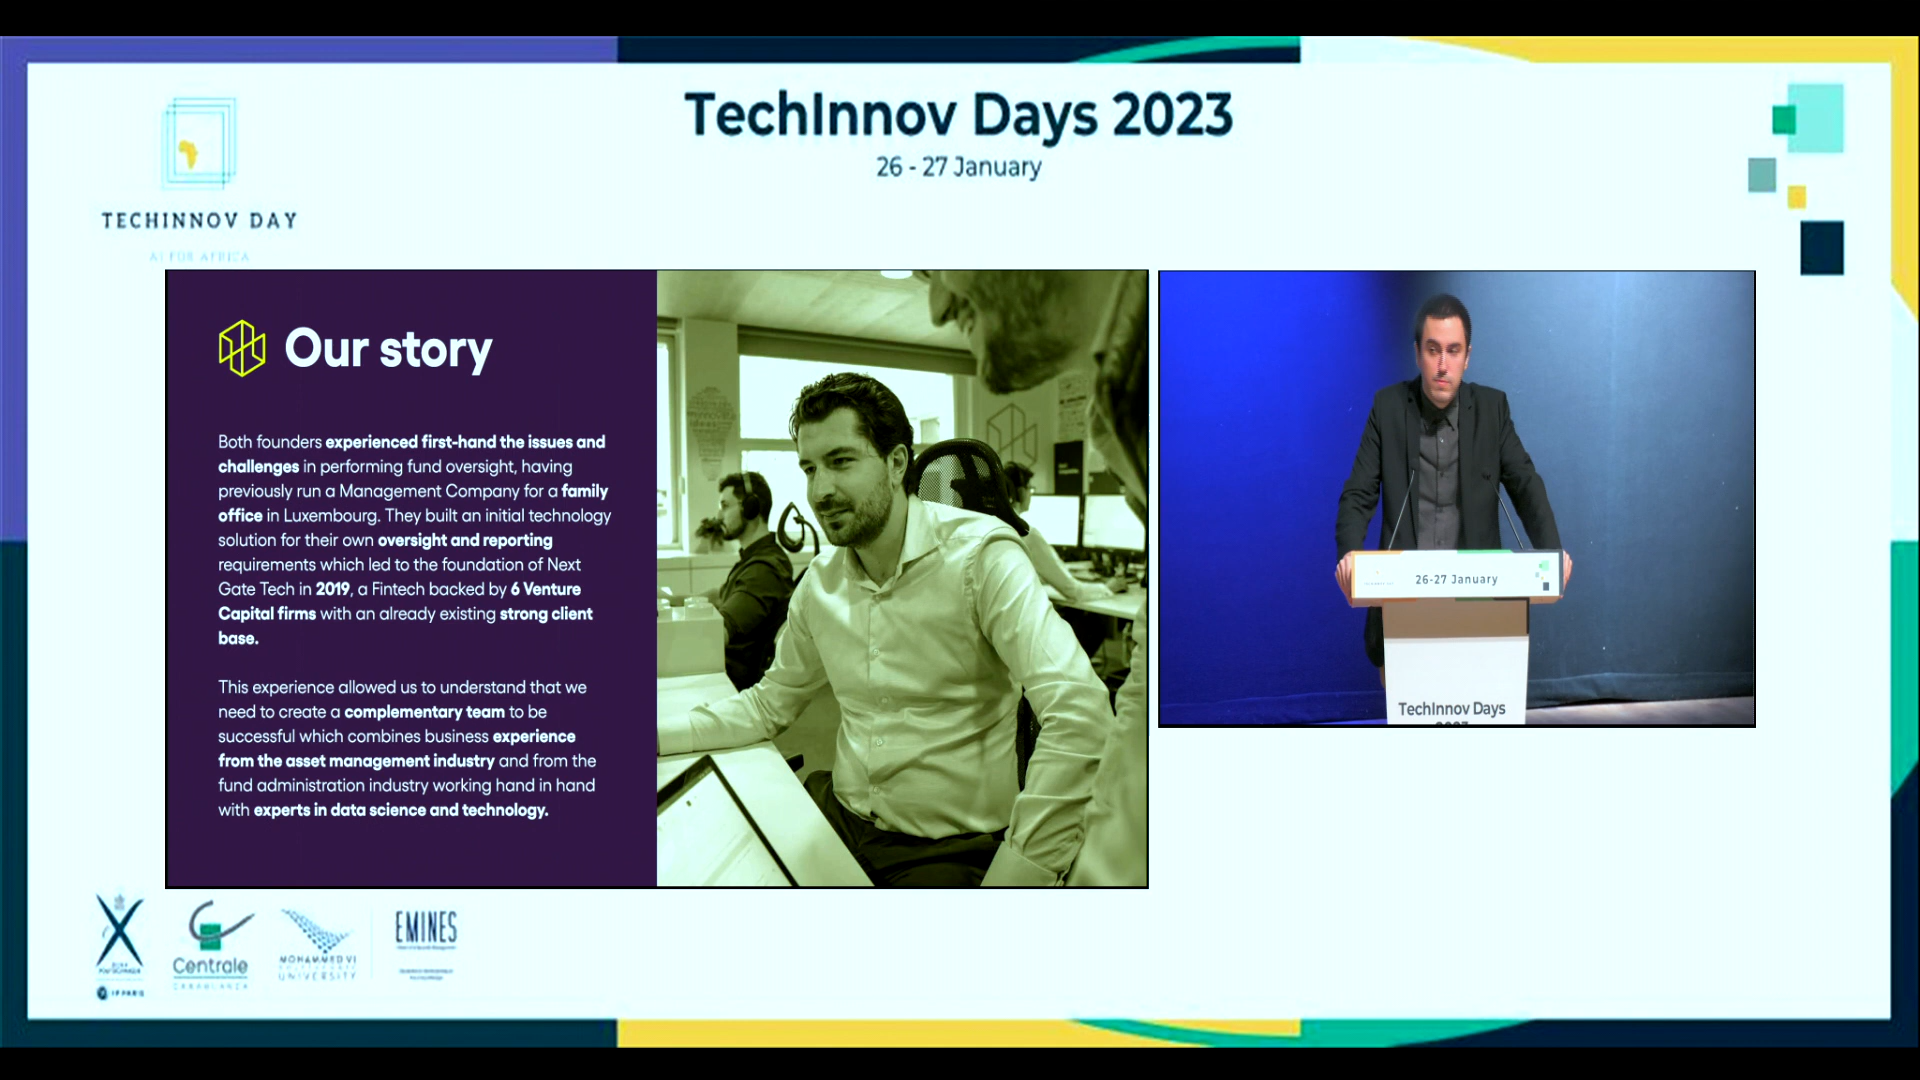 TechInnov Days 2023
26 - 27 January
TECHINNOV DAY
AI FOR AFRICA
Our story
Both founders experienced first-hand the issues and
challenges in performing fund oversight, having
previously run a Management Company for a family
office in Luxembourg. They built an initial technology
solution for their own oversight and reporting
requirements which led to the foundation of Next
Gate Tech in 2019, a Fintech backed by 6 Venture
Capital firms with an already existing strong client
base.
This experience allowed us to understand that we
need to create a complementary team to be
successful which combines business experience
from the asset management industry and from the
fund administration industry working hand in hand
with experts in data science and technology.
26-27 January
TechInnov Days
2023
Centrale
CASABLANCA
MOHAMMED VI
POLYTECHNIC
UNIVERSITY
EMINES
IP PARIS